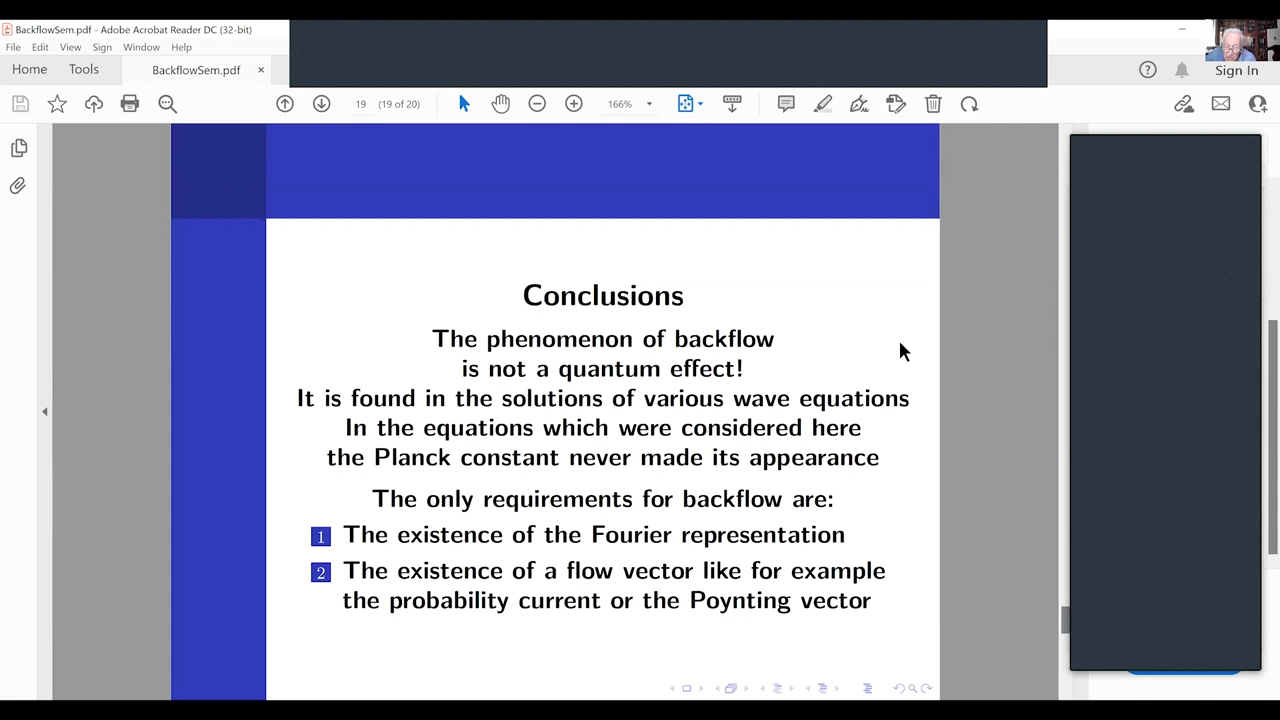 BackflowSem.pdf - Adobe Acrobat Reader DC (32-bit)
File Edit View Sign Window Help
Home Tools BackflowSem.pdf × Sign In
19 (19 of 20) 166%
Conclusions
The phenomenon of backflow
is not a quantum effect!
It is found in the solutions of various wave equations
In the equations which were considered here
the Planck constant never made its appearance
The only requirements for backflow are:
1 The existence of the Fourier representation
2 The existence of a flow vector like for example
the probability current or the Poynting vector